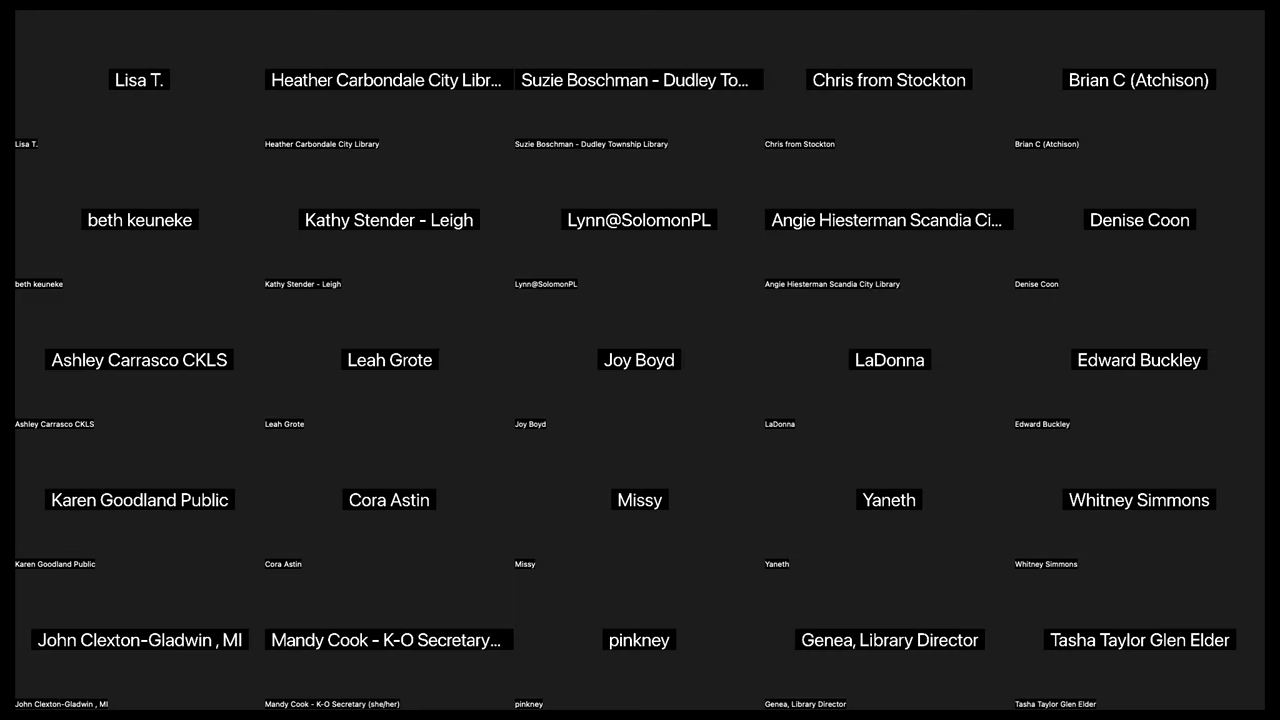 Lisa T.
Heather Carbondale City Libr...
Suzie Boschman - Dudley To...
Chris from Stockton
Brian C (Atchison)
Lisa T.
Heather Carbondale City Library
Suzie Boschman - Dudley Township Library
Chris from Stockton
Brian C (Atchison)
beth keuneke
Kathy Stender - Leigh
Lynn@SolomonPL
Angie Hiesterman Scandia Ci...
Denise Coon
beth keuneke
Kathy Stender - Leigh
Lynn@SolomonPL
Angie Hiesterman Scandia City Library
Denise Coon
Ashley Carrasco CKLS
Leah Grote
Joy Boyd
LaDonna
Edward Buckley
Ashley Carrasco CKLS
Leah Grote
Joy Boyd
LaDonna
Edward Buckley
Karen Goodland Public
Cora Astin
Missy
Yaneth
Whitney Simmons
Karen Goodland Public
Cora Astin
Missy
Yaneth
Whitney Simmons
John Clexton-Gladwin , MI
Mandy Cook - K-O Secretary...
pinkney
Genea, Library Director
Tasha Taylor Glen Elder
John Clexton-Gladwin , MI
Mandy Cook - K-O Secretary (she/her)
pinkney
Genea, Library Director
Tasha Taylor Glen Elder